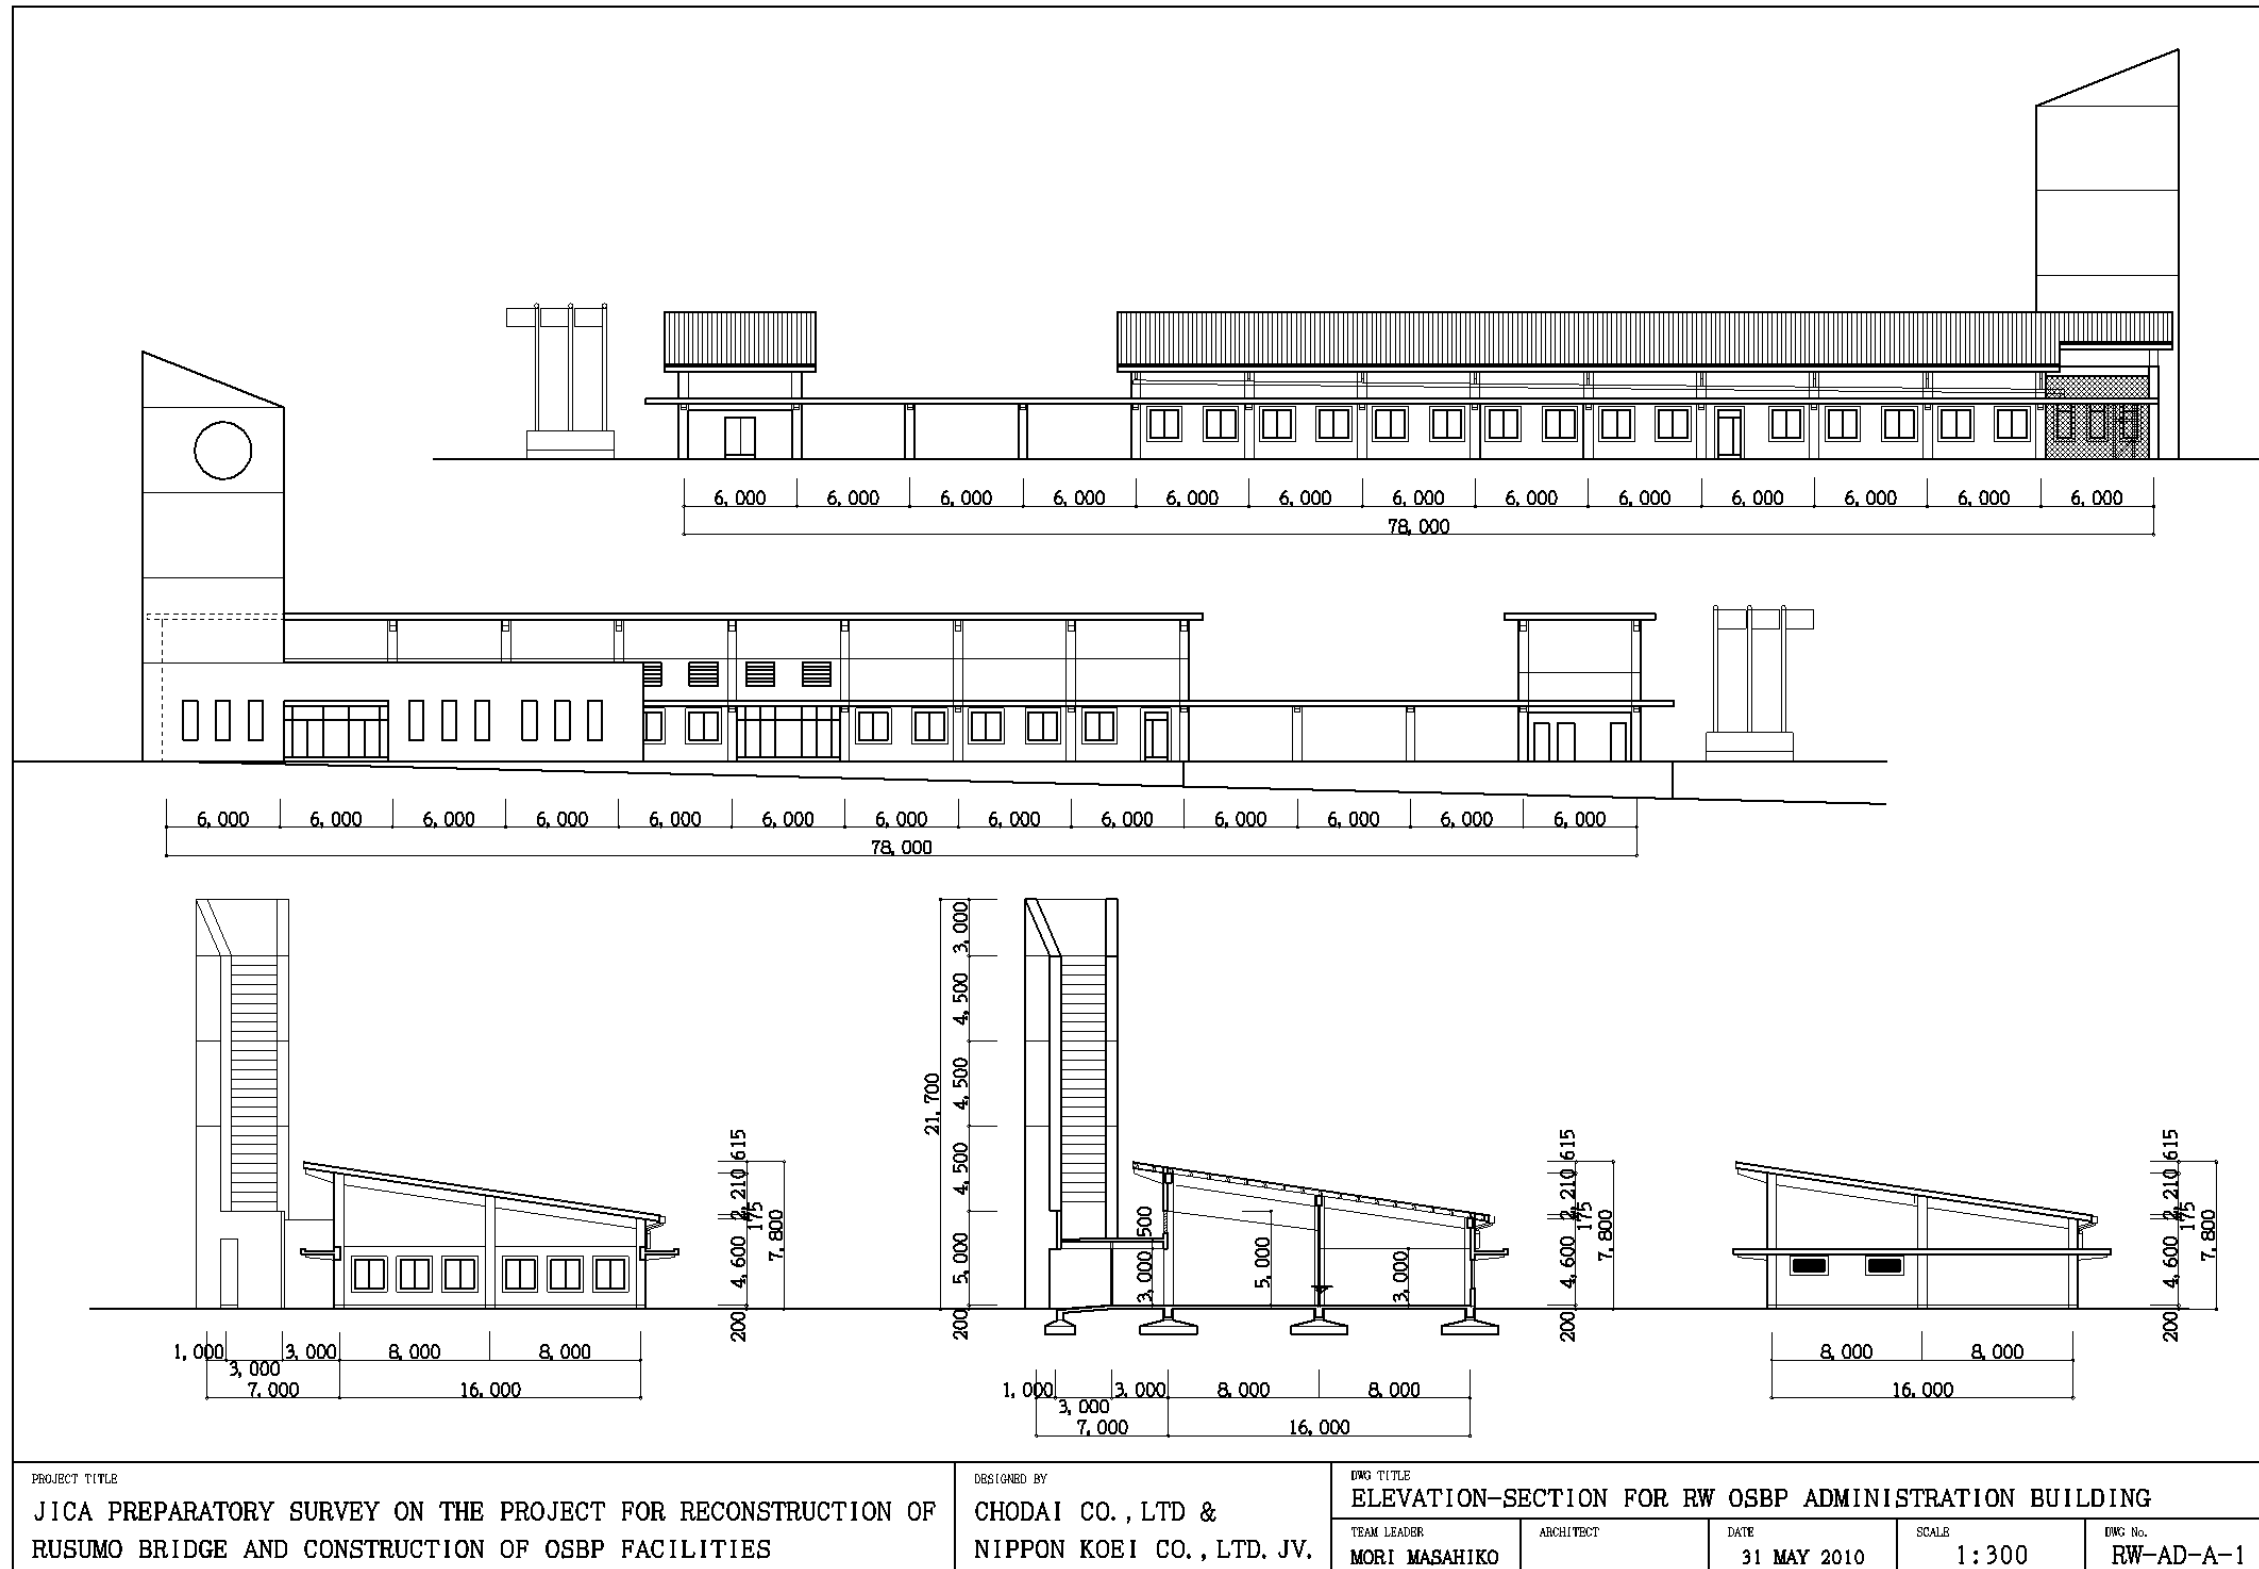 6,000 6,000 6,000 6,000 6,000 6,000 6,000 6,000 6,000 6,000 6,000 6,000 6,000
78,000
6,000 6,000 6,000 6,000 6,000 6,000 6,000 6,000 6,000 6,000 6,000 6,000 6,000
78,000
615
2,210
175
4,600
7,800
200
1,000 3,000 3,000 8,000 8,000
7,000 16,000
3,000
4,500
4,500
4,500
5,000
200
21,700
500
3,000
5,000
3,000
615
2,210
175
4,600
7,800
200
1,000 3,000 3,000 8,000 8,000
7,000 16,000
615
2,210
175
4,600
7,800
200
8,000 8,000
16,000
PROJECT TITLE
JICA PREPARATORY SURVEY ON THE PROJECT FOR RECONSTRUCTION OF
RUSUMO BRIDGE AND CONSTRUCTION OF OSBP FACILITIES
DESIGNED BY
CHODAI CO.,LTD &
NIPPON KOEI CO.,LTD.JV.
DWG TITLE
ELEVATION-SECTION FOR RW OSBP ADMINISTRATION BUILDING
TEAM LEADER
MORI MASAHIKO
ARCHITECT
DATE
31 MAY 2010
SCALE
1:300
DWG No.
RW-AD-A-1